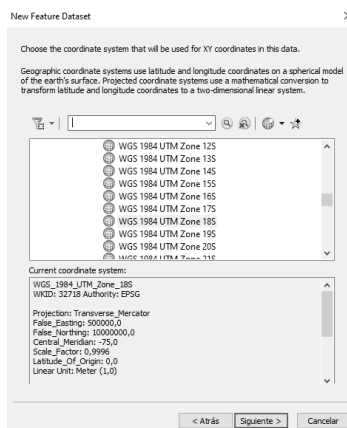 New Feature Dataset
Choose the coordinate system that will be used for XY coordinates in this data.
Geographic coordinate systems use latitude and longitude coordinates on a spherical model
of the earth's surface. Projected coordinate systems use a mathematical conversion to
transform latitude and longitude coordinates to a two-dimensional linear system.
WGS 1984 UTM Zone 12S
WGS 1984 UTM Zone 13S
WGS 1984 UTM Zone 14S
WGS 1984 UTM Zone 15S
WGS 1984 UTM Zone 16S
WGS 1984 UTM Zone 17S
WGS 1984 UTM Zone 18S
WGS 1984 UTM Zone 19S
WGS 1984 UTM Zone 20S
WGS 1984 UTM Zone 21S
Current coordinate system:
WGS_1984_UTM_Zone_18S
WKID: 32718 Authority: EPSG
Projection: Transverse_Mercator
False_Easting: 500000,0
False_Northing: 10000000,0
Central_Meridian: -75,0
Scale_Factor: 0,9996
Latitude_Of_Origin: 0,0
Linear Unit: Meter (1,0)
< Atrás
Siguiente >
Cancelar